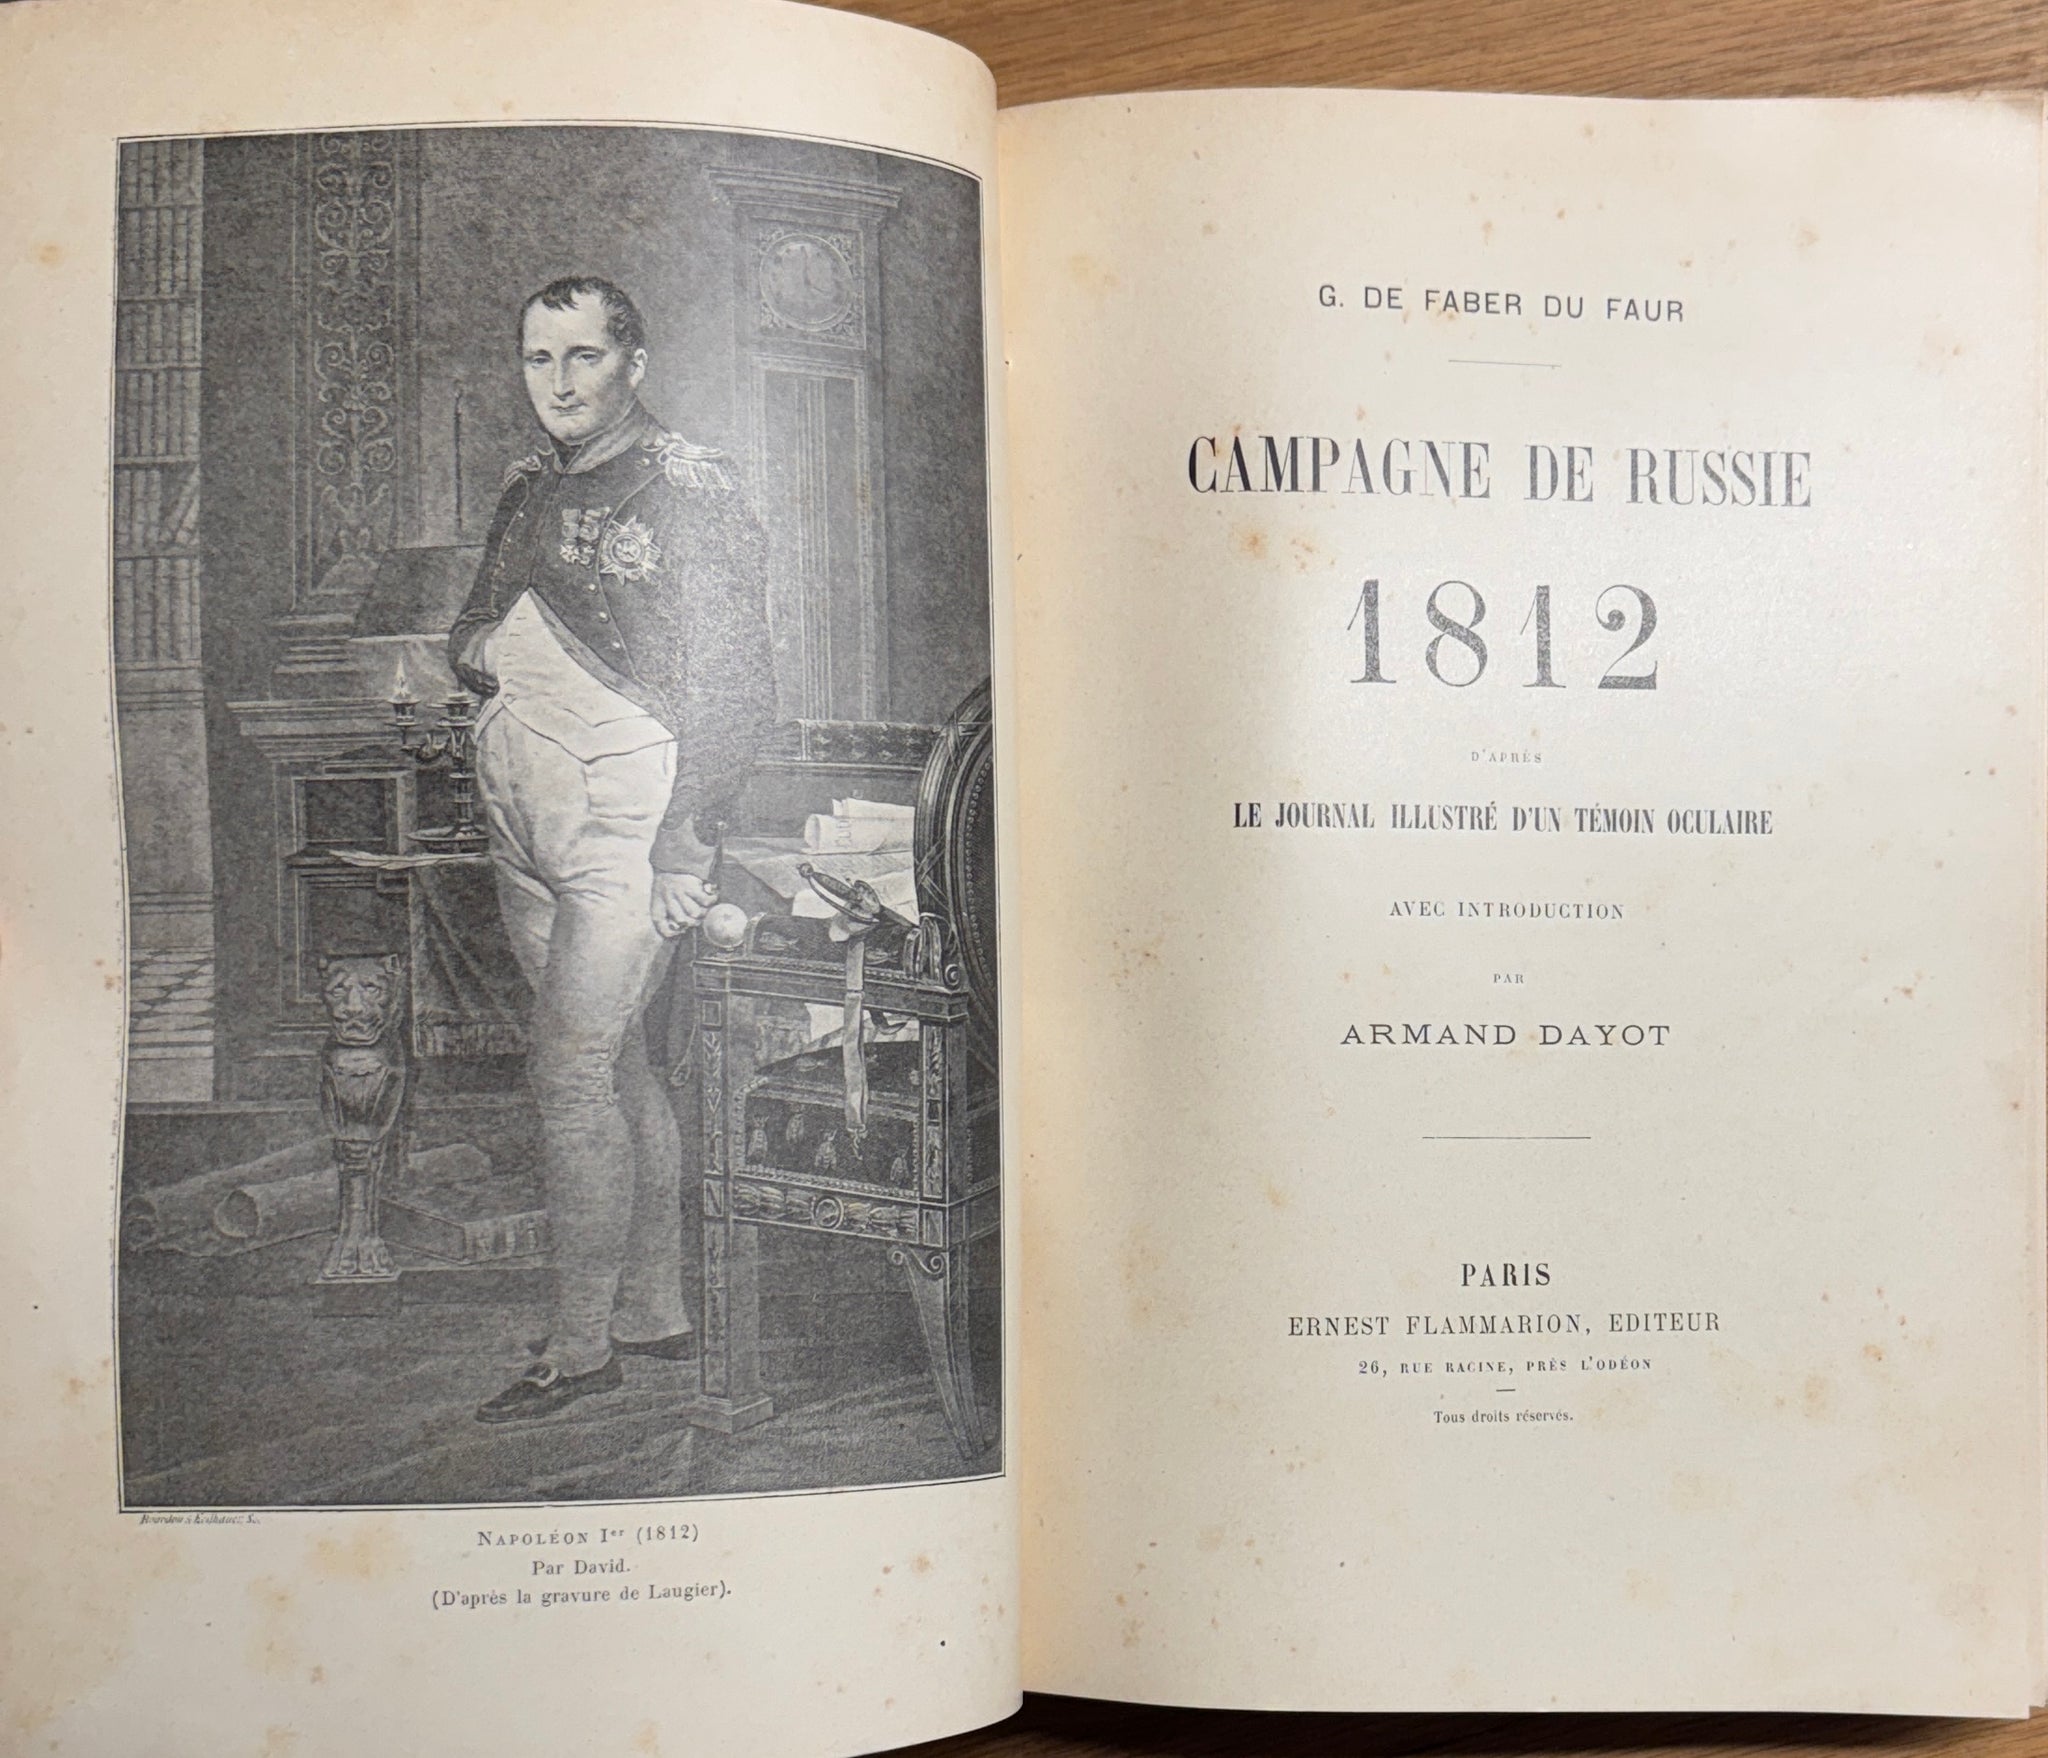 Napoléon Ier (1812)
Par David.
(D'après la gravure de Laugier).
G. DE FABER DU FAUR
CAMPAGNE DE RUSSIE
1812
D'APRÈS
LE JOURNAL ILLUSTRÉ D'UN TÉMOIN OCULAIRE
AVEC INTRODUCTION
PAR
ARMAND DAYOT
PARIS
ERNEST FLAMMARION, EDITEUR
26, RUE RACINE, PRÈS L'ODÉON
Tous droits réservés.